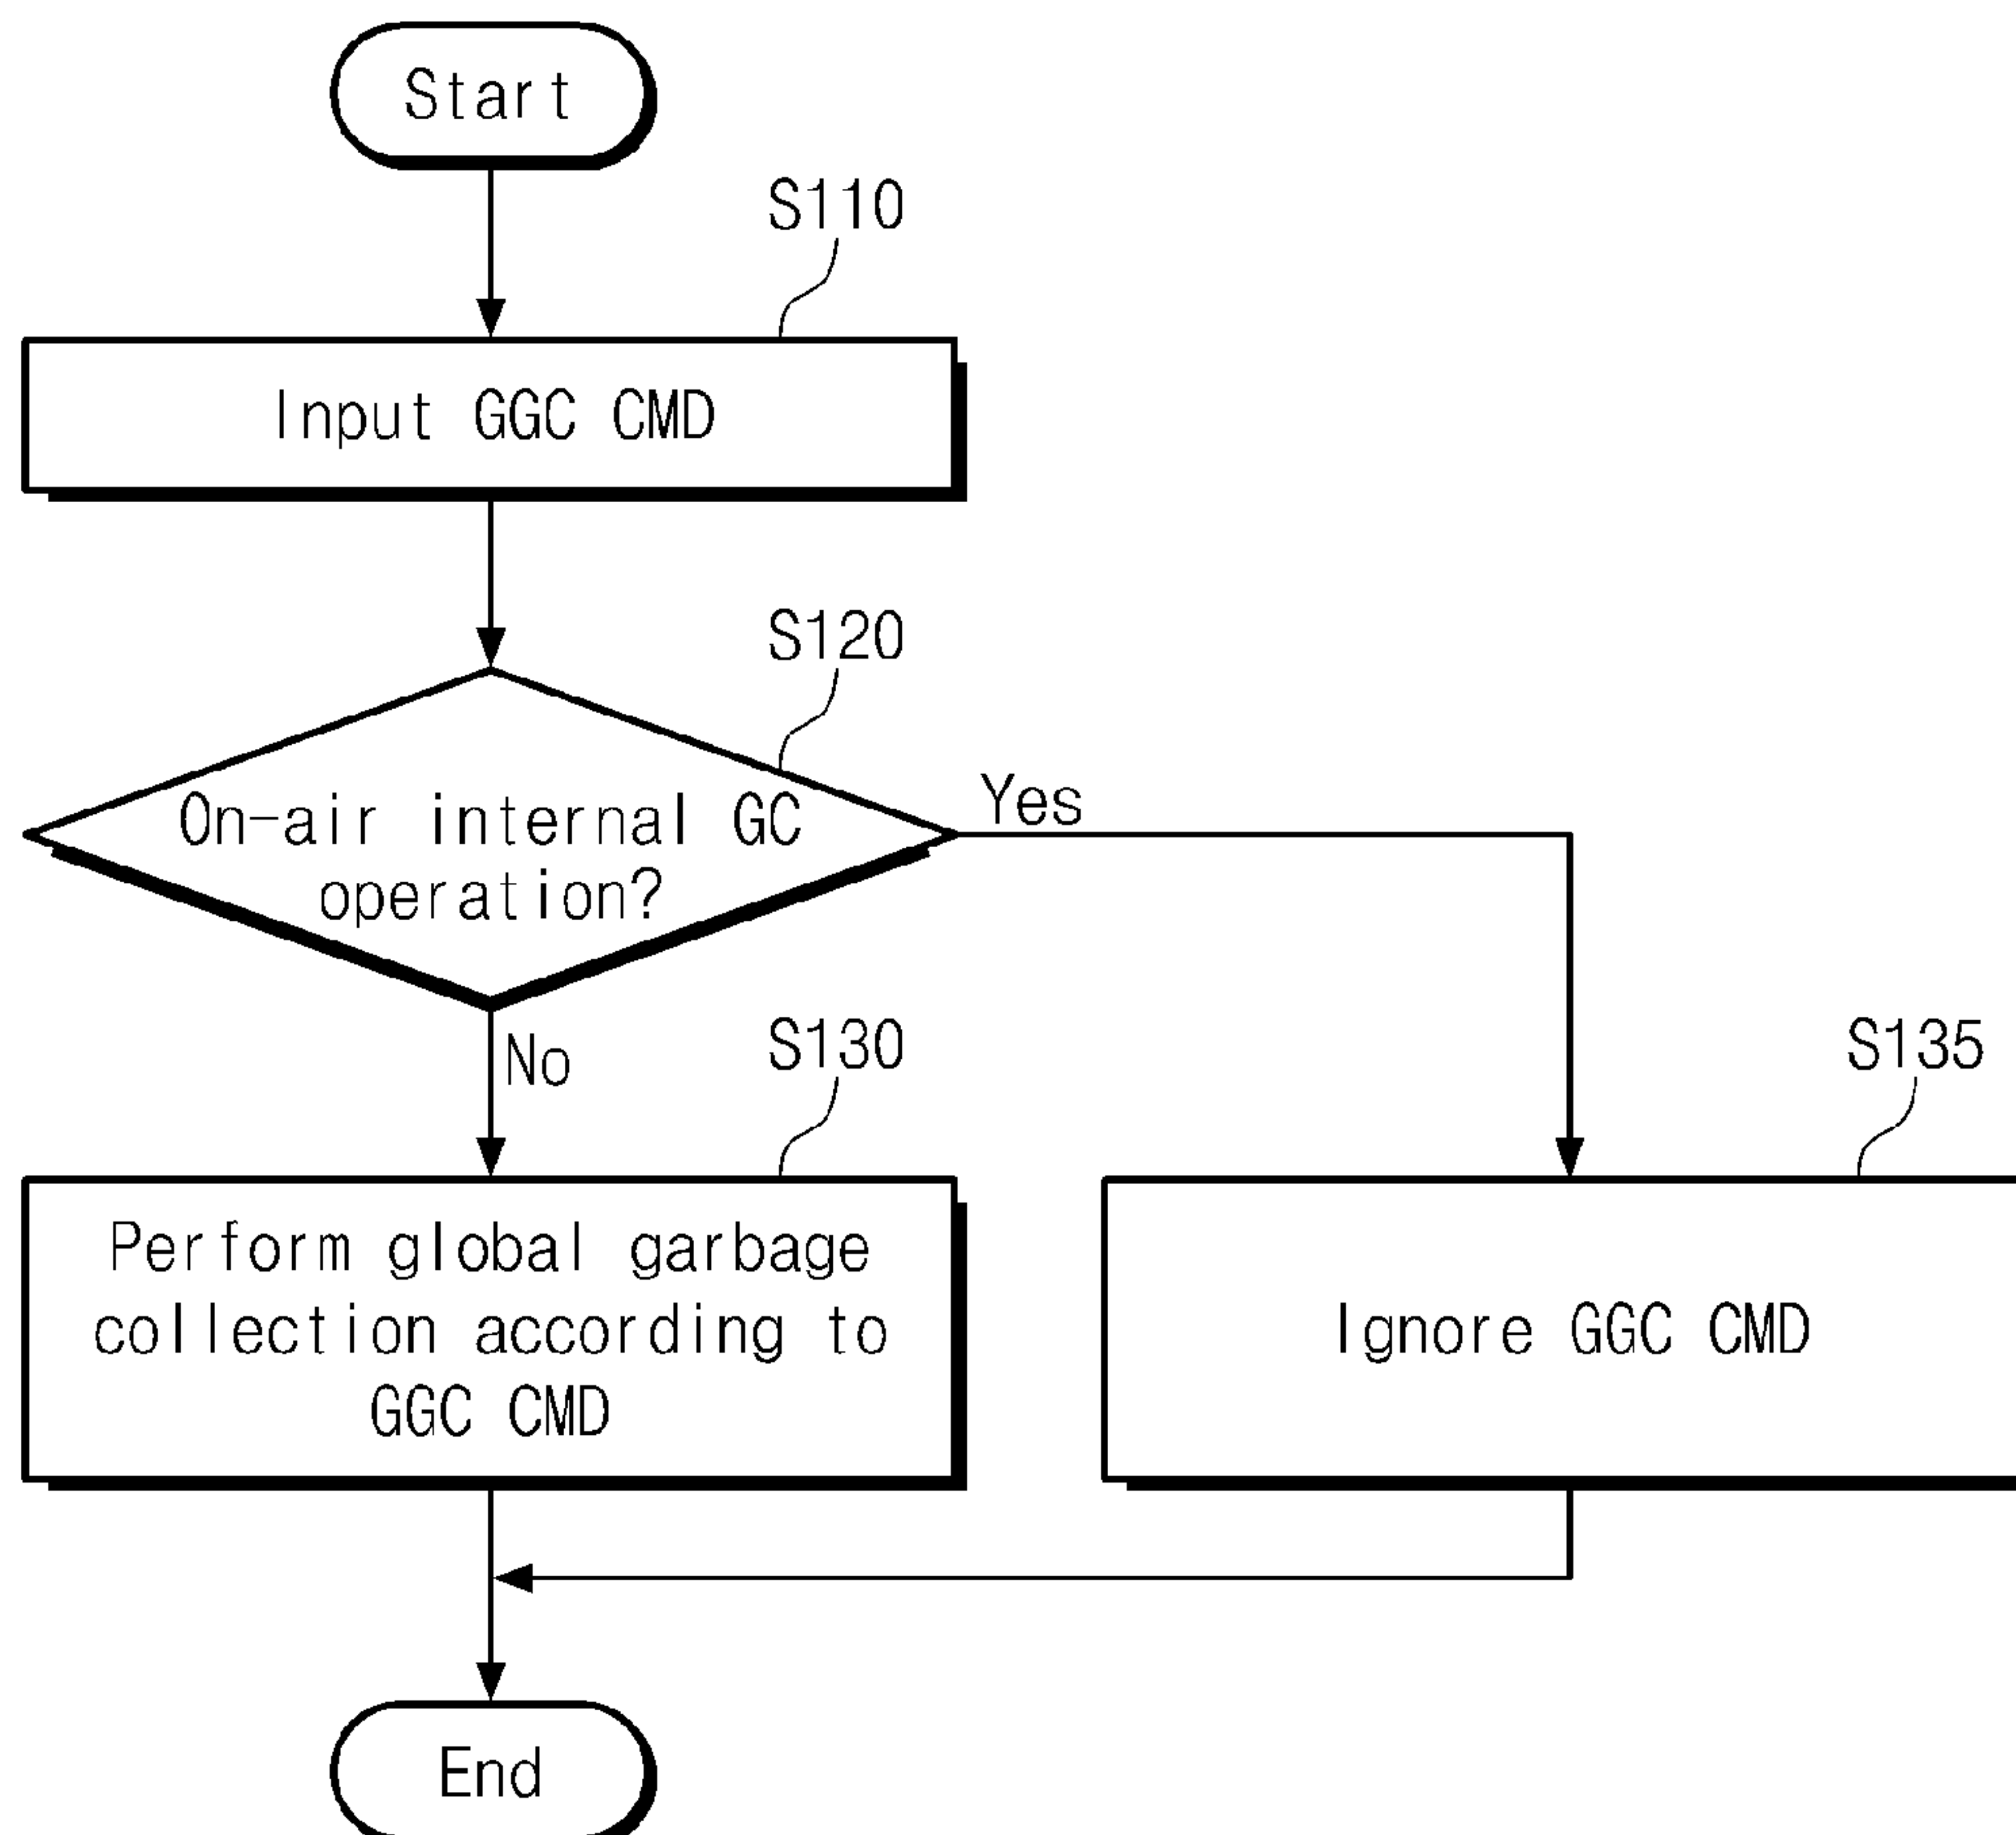 Start
S110
Input GGC CMD
S120
On-air internal GC
operation?
Yes
No
S130
S135
Perform global garbage
collection according to
GGC CMD
Ignore GGC CMD
End